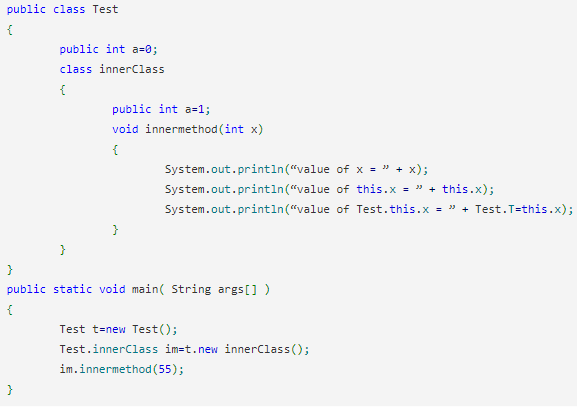 public class Test
{
public int a=0;
class innerClass
{
public int a=1;
void innermethod(int x)
{
System.out.println(“value of x = ” + x);
System.out.println(“value of this.x = ” + this.x);
System.out.println(“value of Test.this.x = ” + Test.T=this.x);
}
}
}
public static void main( String args[] )
{
Test t=new Test();
Test.innerClass im=t.new innerClass();
im.innermethod(55);
}